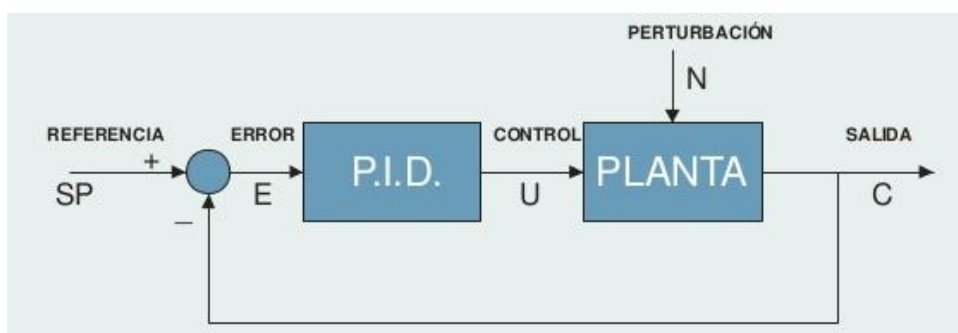 PERTURBACIÓN
N
REFERENCIA
+
SP
−
ERROR
E
P.I.D.
CONTROL
U
PLANTA
SALIDA
C